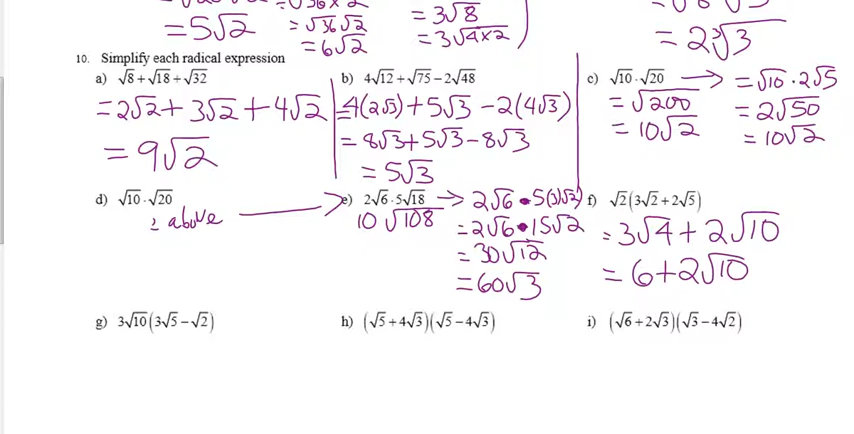 = 5√2
= √36 √2
= 6√2
= 3√8
= 3√4×2
= 2∛3
10. Simplify each radical expression
a) √8 + √18 + √32
= 2√2 + 3√2 + 4√2
= 9√2
b) 4√12 + √75 − 2√48
= 4(2√3) + 5√3 − 2(4√3)
= 8√3 + 5√3 − 8√3
= 5√3
c) √10 · √20 → = √10 · 2√5
= √200 = 2√50
= 10√2 = 10√2
d) √10 · √20
above
e) 2√6 · 5√18 → 2√6 • 5(3√2)
10√108 = 2√6 • 15√2
= 30√12
= 60√3
f) √2(3√2 + 2√5)
= 3√4 + 2√10
= 6 + 2√10
g) 3√10(3√5 − √2)
h) (√5 + 4√3)(√5 − 4√3)
i) (√6 + 2√3)(√3 − 4√2)